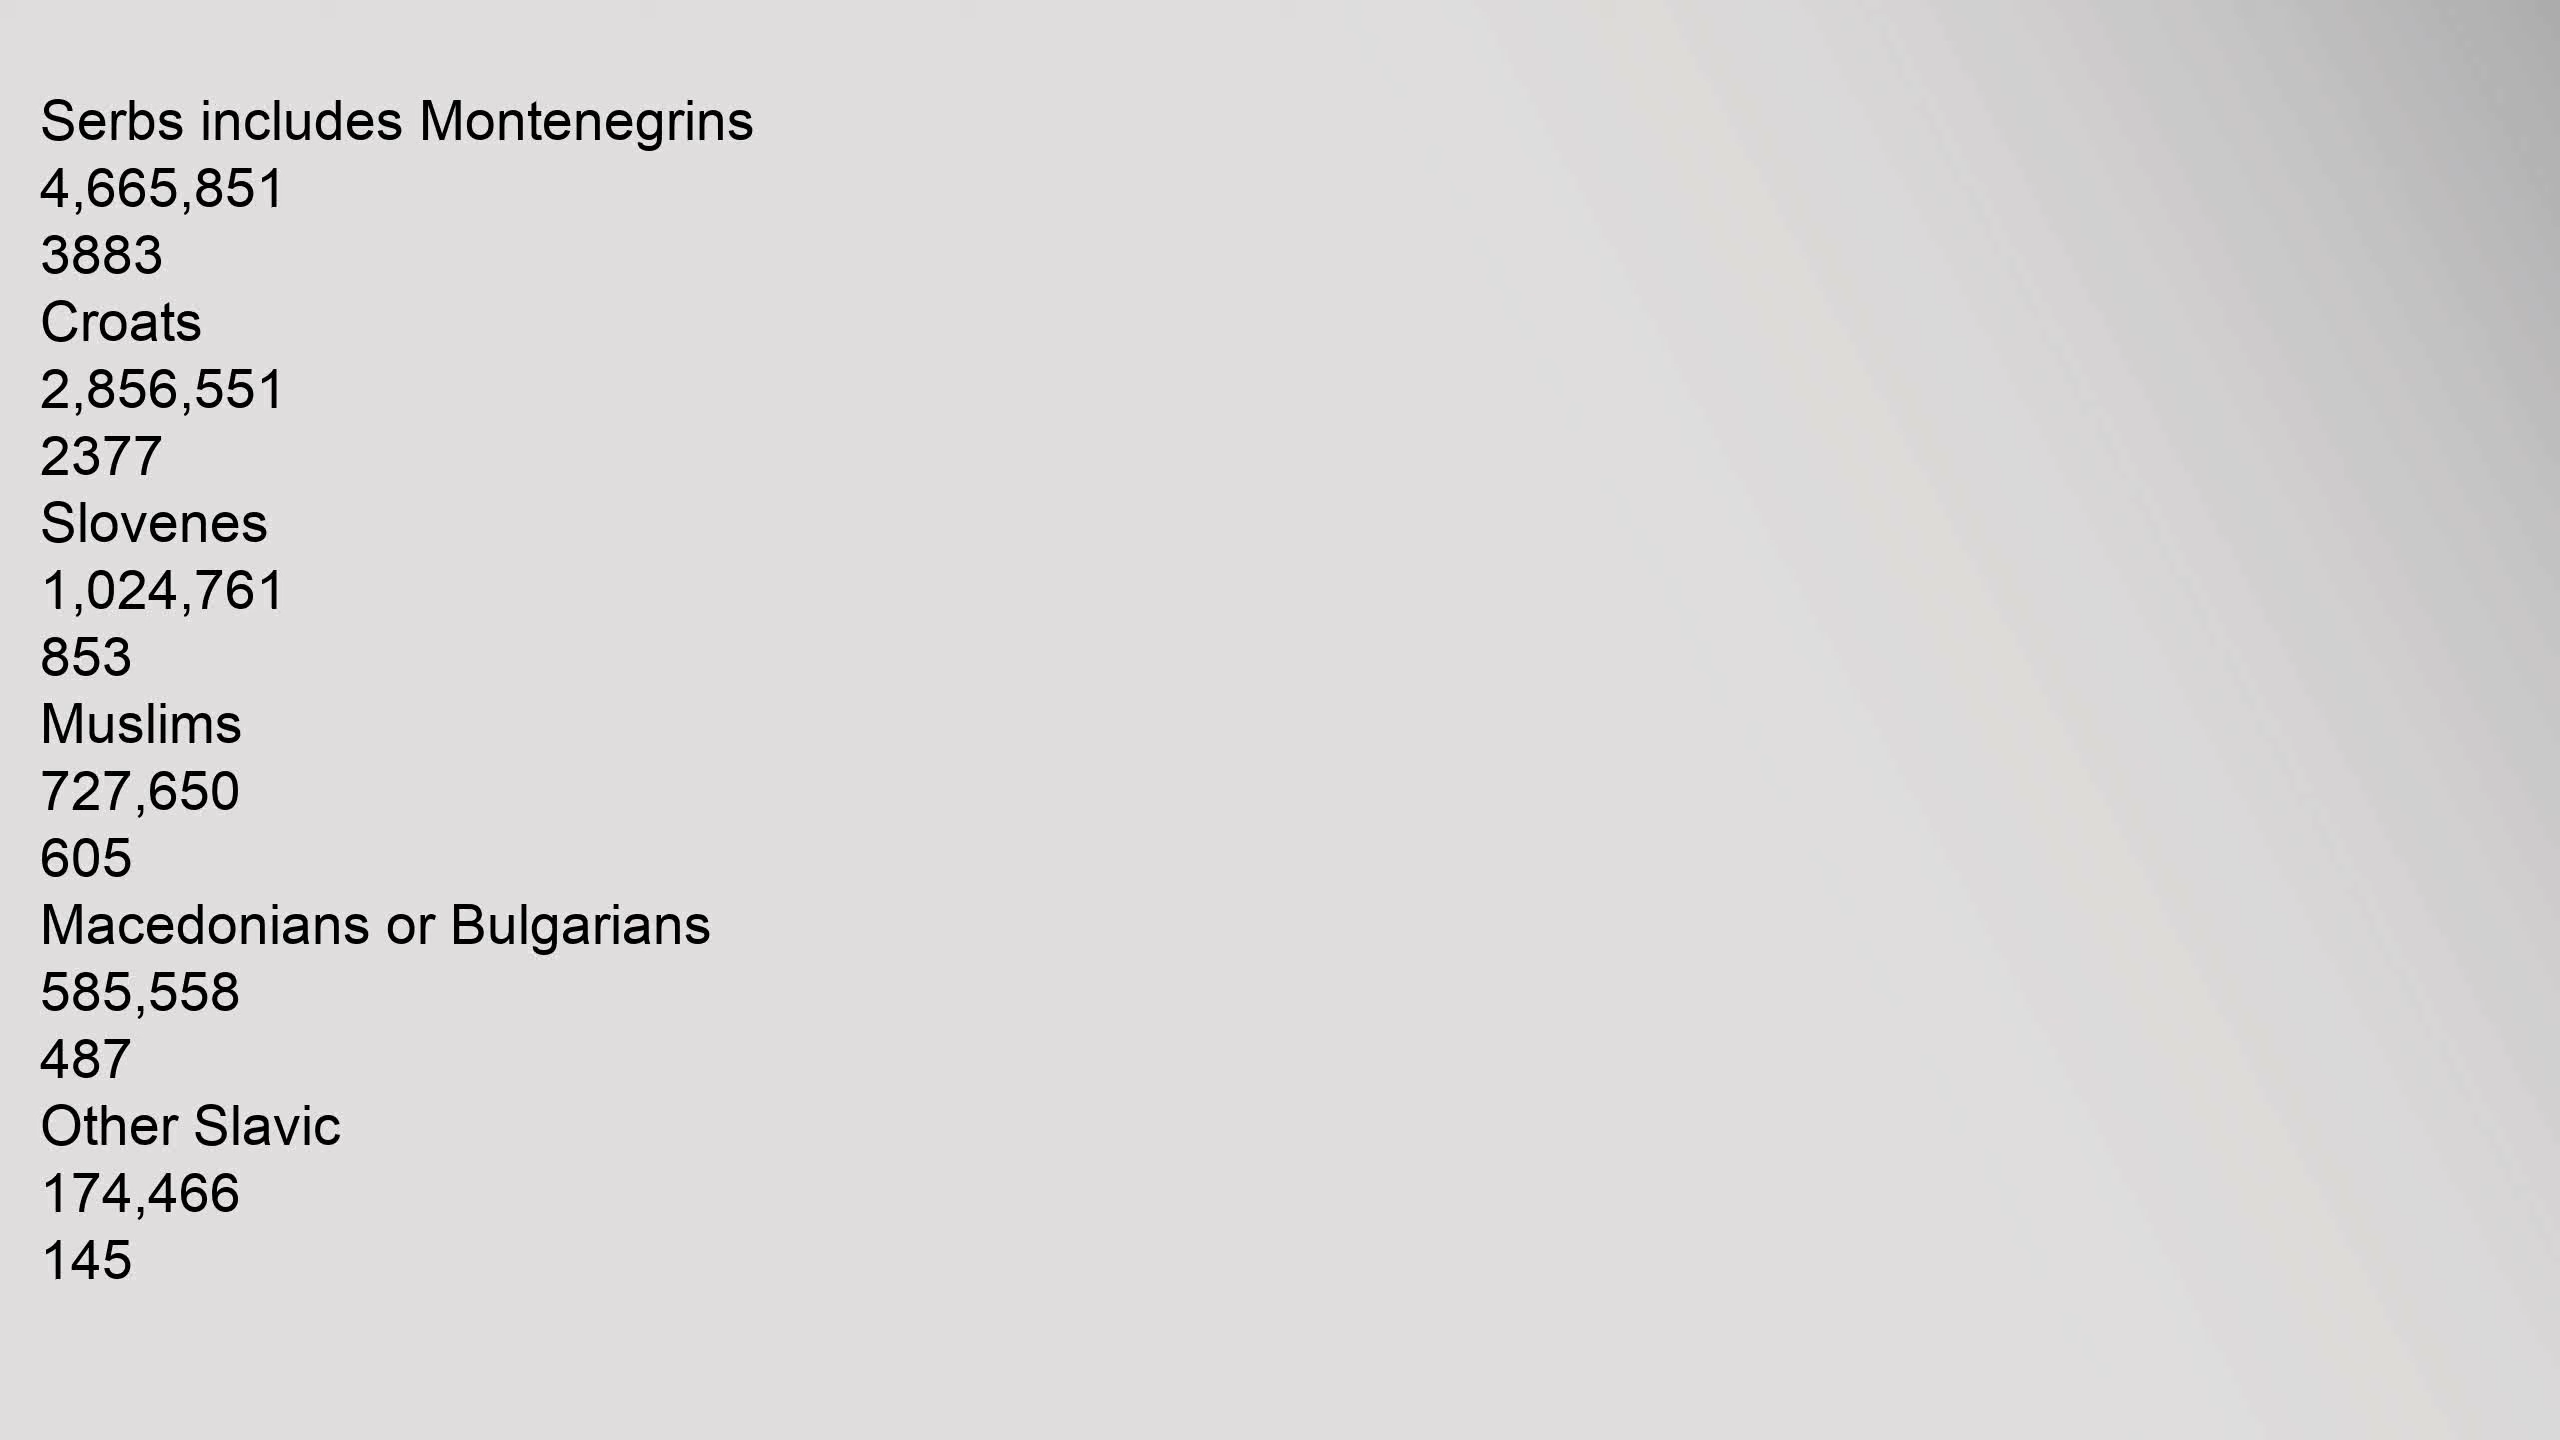 Serbs includes Montenegrins
4,665,851
3883
Croats
2,856,551
2377
Slovenes
1,024,761
853
Muslims
727,650
605
Macedonians or Bulgarians
585,558
487
Other Slavic
174,466
145